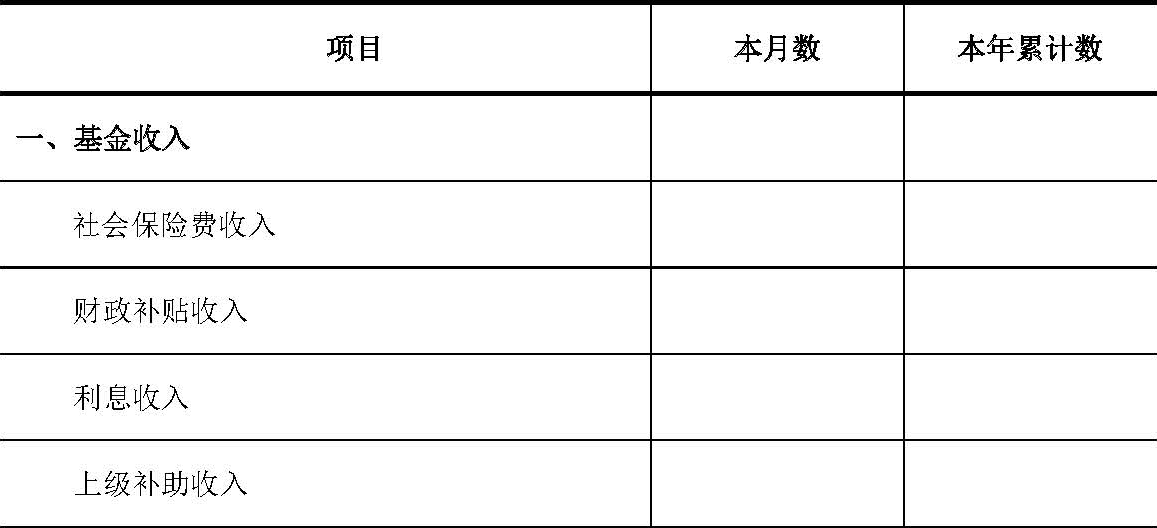 项目 本月数 本年累计数
一、基金收入
社会保险费收入
财政补贴收入
利息收入
上级补助收入